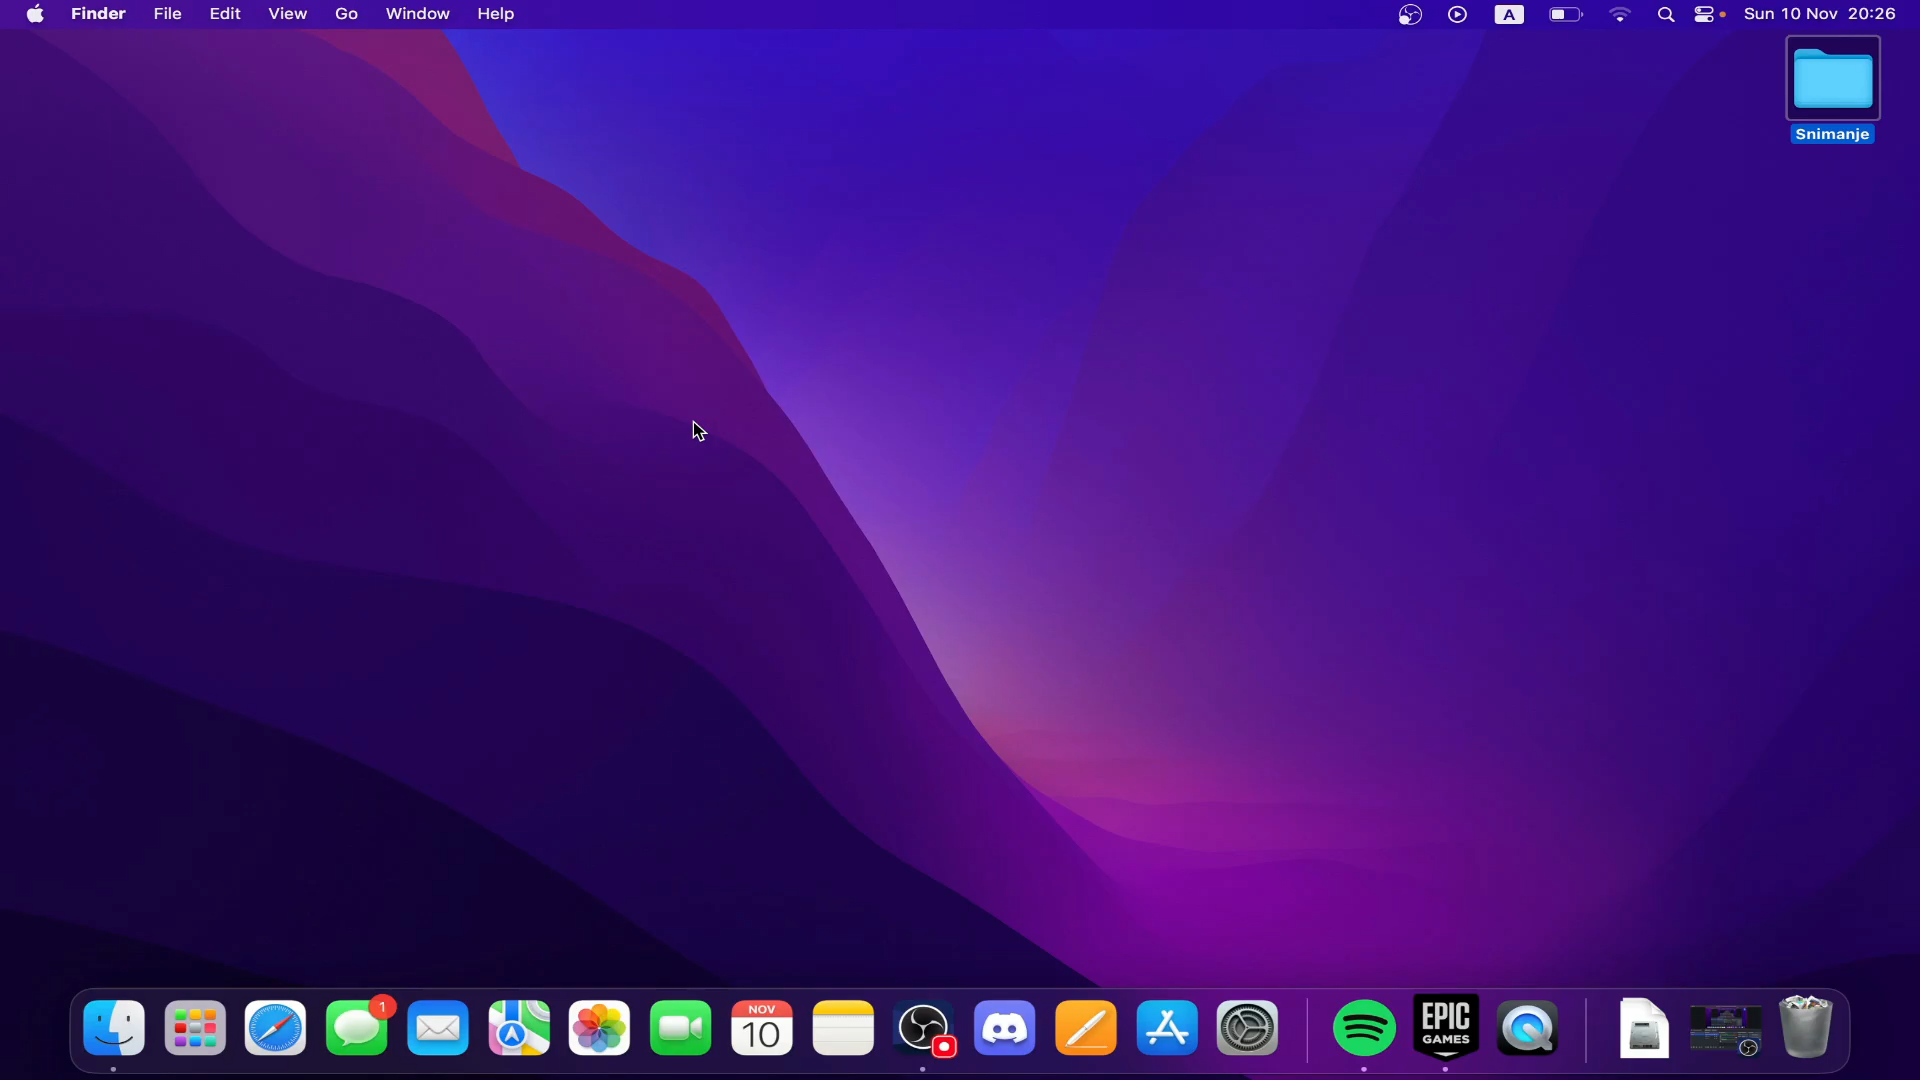 Finder File Edit View Go Window Help A Sun 10 Nov 20:26
Snimanje
1
NOV
10
EPIC
GAMES